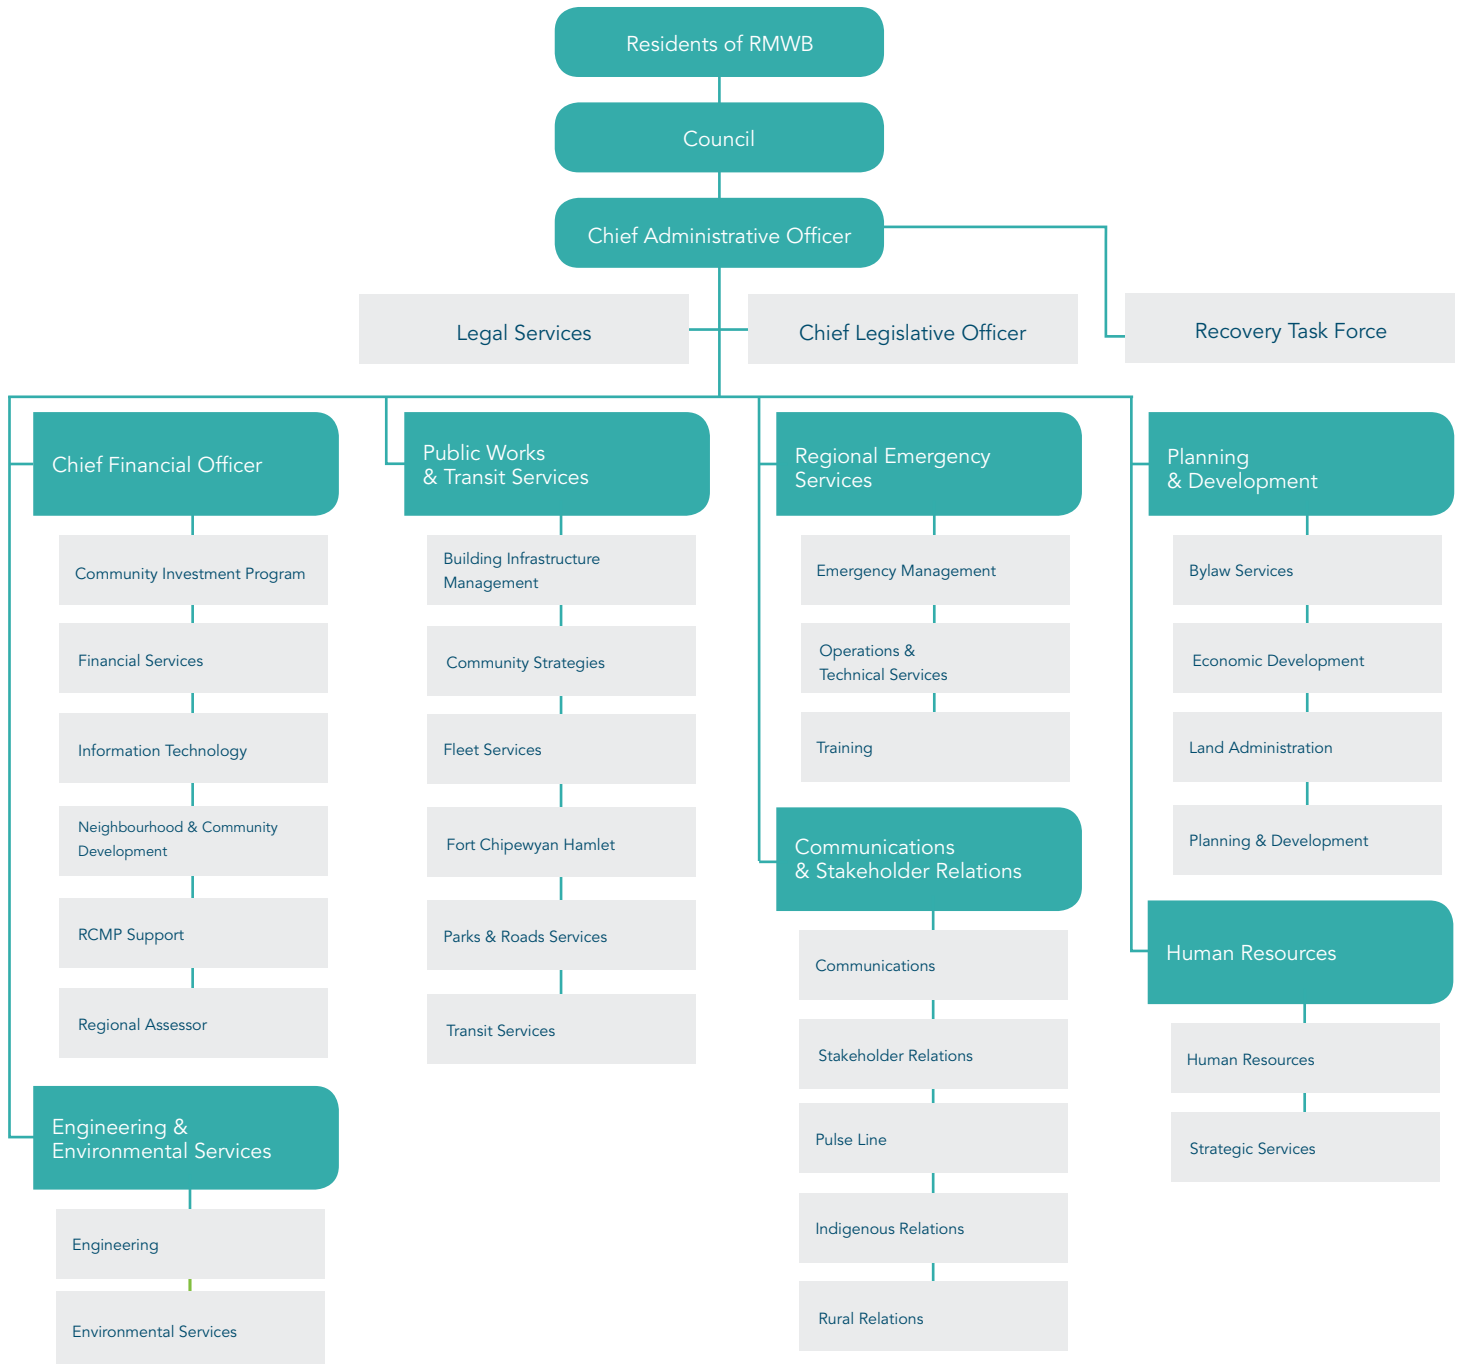 Residents of RMWB
Council
Chief Administrative Officer
Legal Services
Chief Legislative Officer
Recovery Task Force
Chief Financial Officer
Community Investment Program
Financial Services
Information Technology
Neighbourhood & Community
Development
RCMP Support
Regional Assessor
Engineering &
Environmental Services
Engineering
Environmental Services
Public Works
& Transit Services
Building Infrastructure
Management
Community Strategies
Fleet Services
Fort Chipewyan Hamlet
Parks & Roads Services
Transit Services
Regional Emergency
Services
Emergency Management
Operations &
Technical Services
Training
Communications
& Stakeholder Relations
Communications
Stakeholder Relations
Pulse Line
Indigenous Relations
Rural Relations
Planning
& Development
Bylaw Services
Economic Development
Land Administration
Planning & Development
Human Resources
Human Resources
Strategic Services